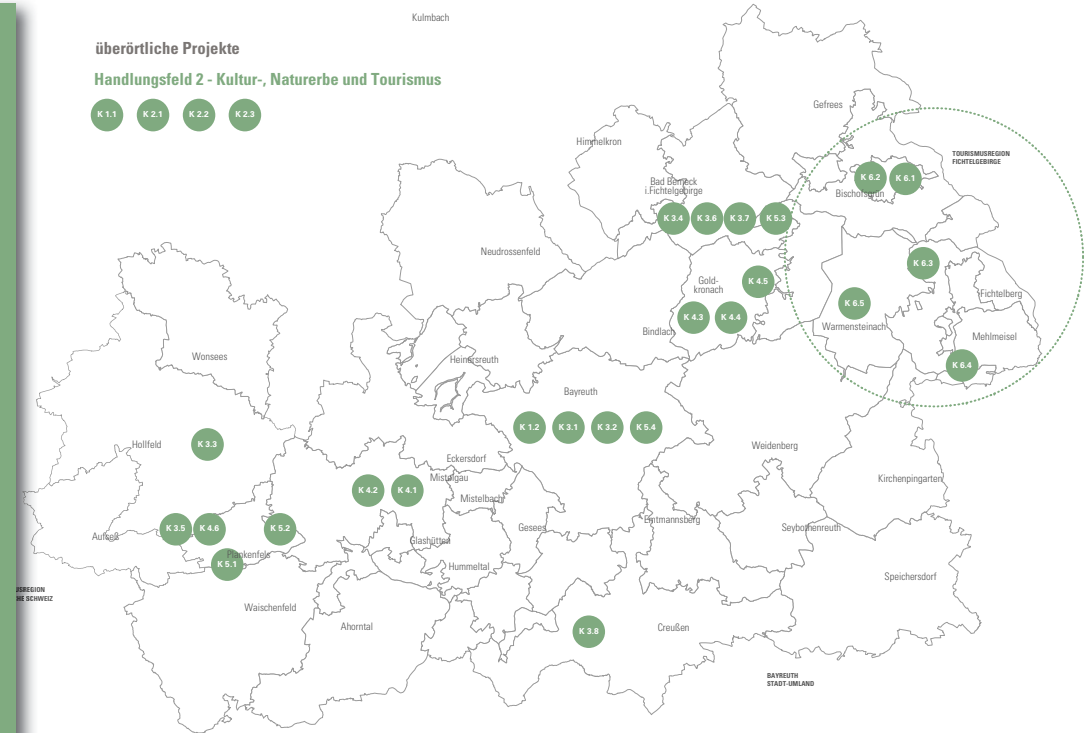 Kulmbach
überörtliche Projekte
Handlungsfeld 2 - Kultur-, Naturerbe und Tourismus
K 1.1 K 2.1 K 2.2 K 2.3
Gefrees
Himmelkron
TOURISMUSREGION
FICHTELGEBIRGE
K 6.2 K 6.1
Bad Berneck
i.Fichtelgebirge
Bischofsgrün
K 3.4 K 3.6 K 3.7 K 5.3
Neudrossenfeld
K 6.3
Gold-
kronach
K 4.5
Fichtelberg
K 6.5
K 4.3 K 4.4
Bindlach
Warmensteinach
Mehlmeisel
Wonsees
Heinersreuth
K 6.4
Bayreuth
K 1.2 K 3.1 K 3.2 K 5.4
Hollfeld
K 3.3
Weidenberg
Eckersdorf
Mistelgau
Kirchenpingarten
K 4.2 K 4.1
Mistelbach
Emtmannsberg
K 3.5 K 4.6 K 5.2
Gesees
Seybothenreuth
Aufseß
Glashütten
Plankenfels
K 5.1
Hummeltal
Speichersdorf
USREGION
HE SCHWEIZ
Waischenfeld
Ahorntal
K 3.8
Creußen
BAYREUTH
STADT-UMLAND